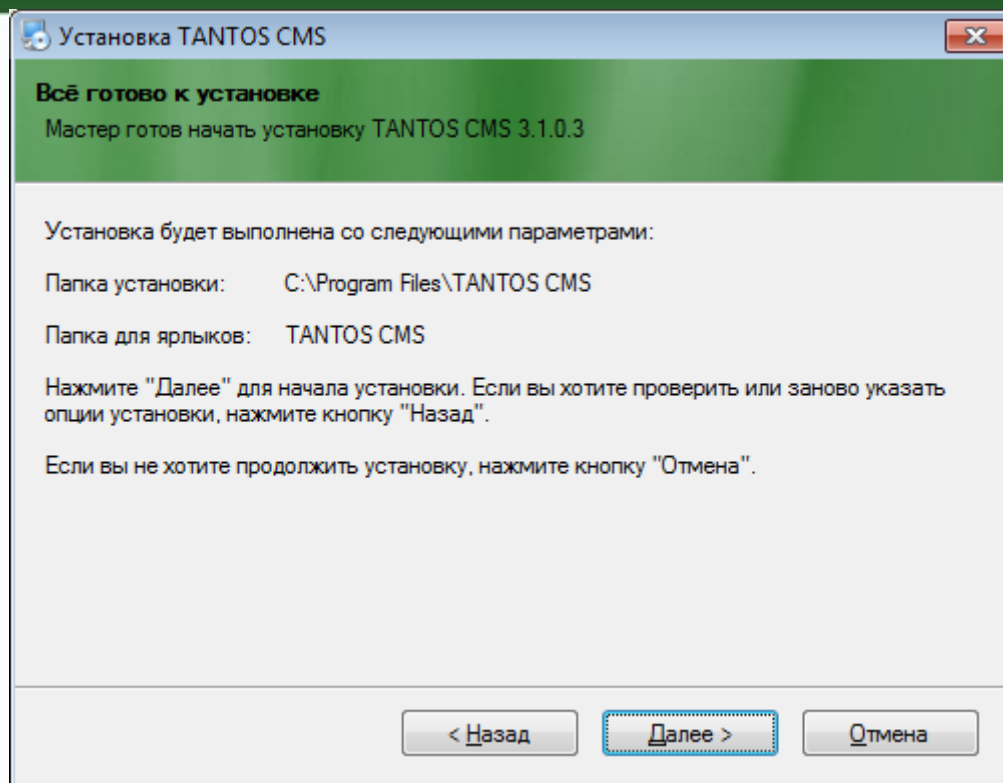 Установка TANTOS CMS
Всё готово к установке
Мастер готов начать установку TANTOS CMS 3.1.0.3
Установка будет выполнена со следующими параметрами:
Папка установки: C:\Program Files\TANTOS CMS
Папка для ярлыков: TANTOS CMS
Нажмите "Далее" для начала установки. Если вы хотите проверить или заново указать
опции установки, нажмите кнопку "Назад".
Если вы не хотите продолжить установку, нажмите кнопку "Отмена".
< Назад Далее > Отмена